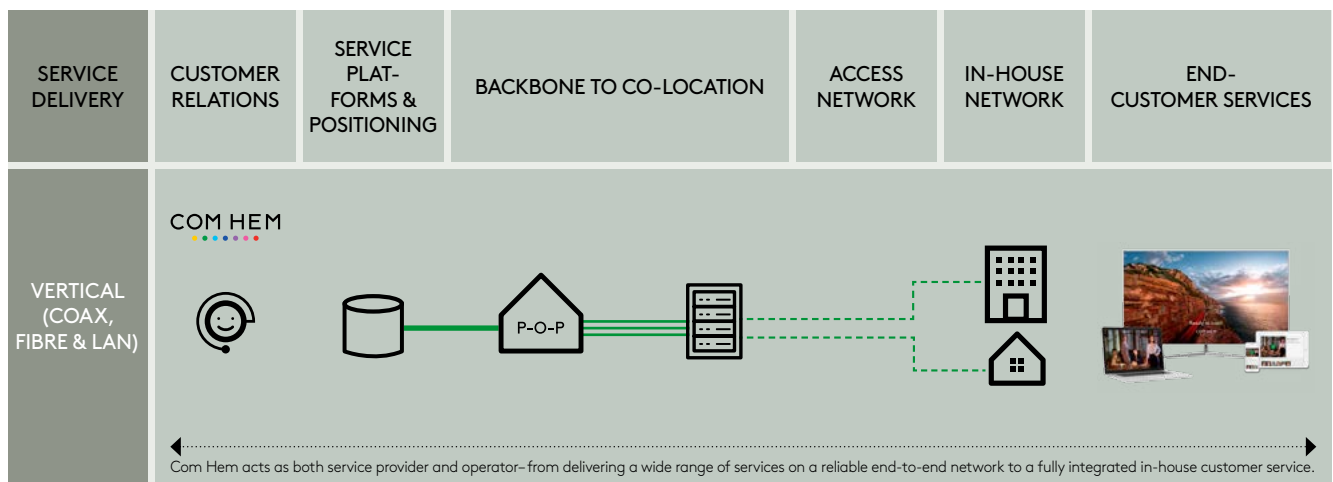 SERVICE
DELIVERY
CUSTOMER
RELATIONS
SERVICE
PLAT-
FORMS &
POSITIONING
BACKBONE TO CO-LOCATION
ACCESS
NETWORK
IN-HOUSE
NETWORK
END-
CUSTOMER SERVICES
VERTICAL
(COAX,
FIBRE & LAN)
COM HEM
P-O-P
Com Hem acts as both service provider and operator–from delivering a wide range of services on a reliable end-to-end network to a fully integrated in-house customer service.